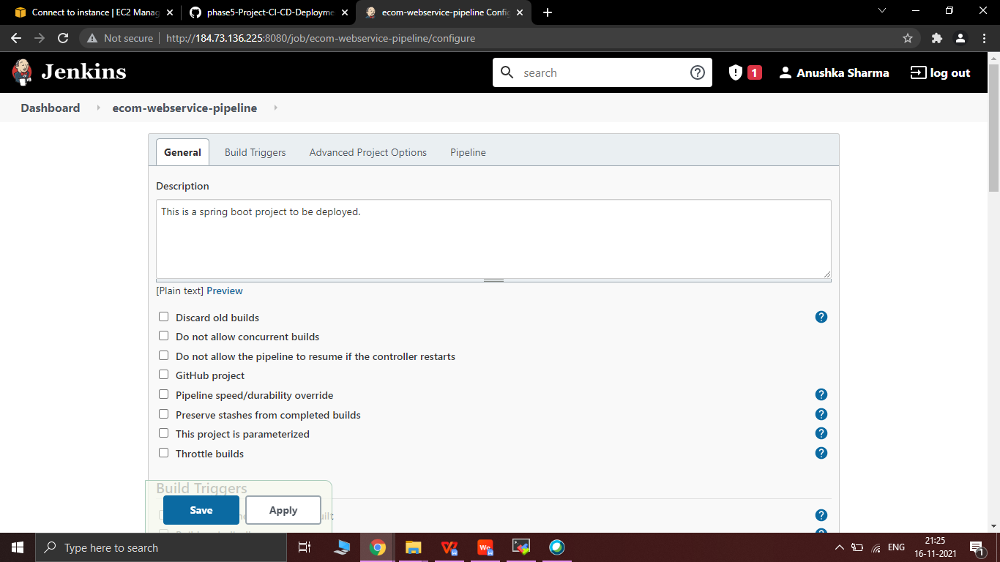 Connect to instance | EC2 Manag
phase5-Project-CI-CD-Deployme
ecom-webservice-pipeline Config
Not secure
http://184.73.136.225:8080/job/ecom-webservice-pipeline/configure
Jenkins
search
1
Anushka Sharma
log out
Dashboard
ecom-webservice-pipeline
General
Build Triggers
Advanced Project Options
Pipeline
Description
This is a spring boot project to be deployed.
[Plain text] Preview
Discard old builds
Do not allow concurrent builds
Do not allow the pipeline to resume if the controller restarts
GitHub project
Pipeline speed/durability override
Preserve stashes from completed builds
This project is parameterized
Throttle builds
Build Triggers
Save
Apply
Type here to search
ENG
21:25
16-11-2021
1